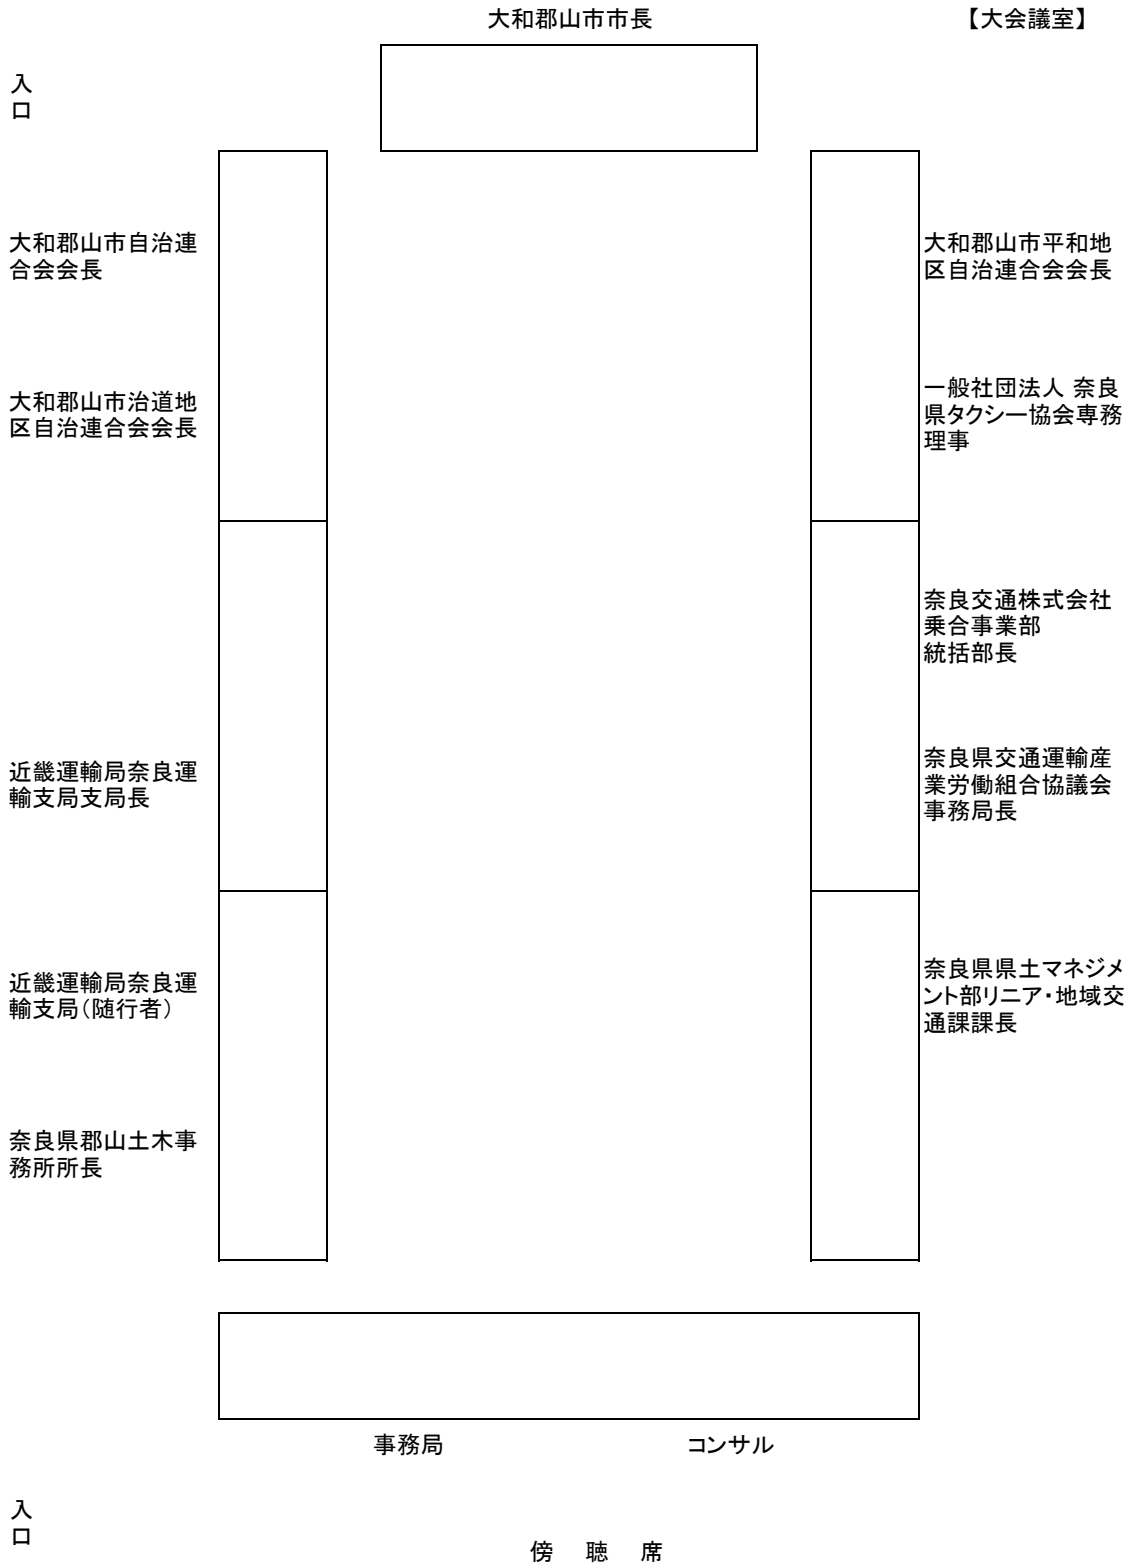 大和郡山市市長
【大会議室】
入
口
大和郡山市自治連
合会会長
大和郡山市平和地
区自治連合会会長
大和郡山市治道地
区自治連合会会長
一般社団法人 奈良
県タクシー協会専務
理事
奈良交通株式会社
乗合事業部
統括部長
近畿運輸局奈良運
輸支局支局長
奈良県交通運輸産
業労働組合協議会
事務局長
近畿運輸局奈良運
輸支局（随行者）
奈良県県土マネジメ
ント部リニア・地域交
通課課長
奈良県郡山土木事
務所所長
事務局
コンサル
入
口
傍 聴 席